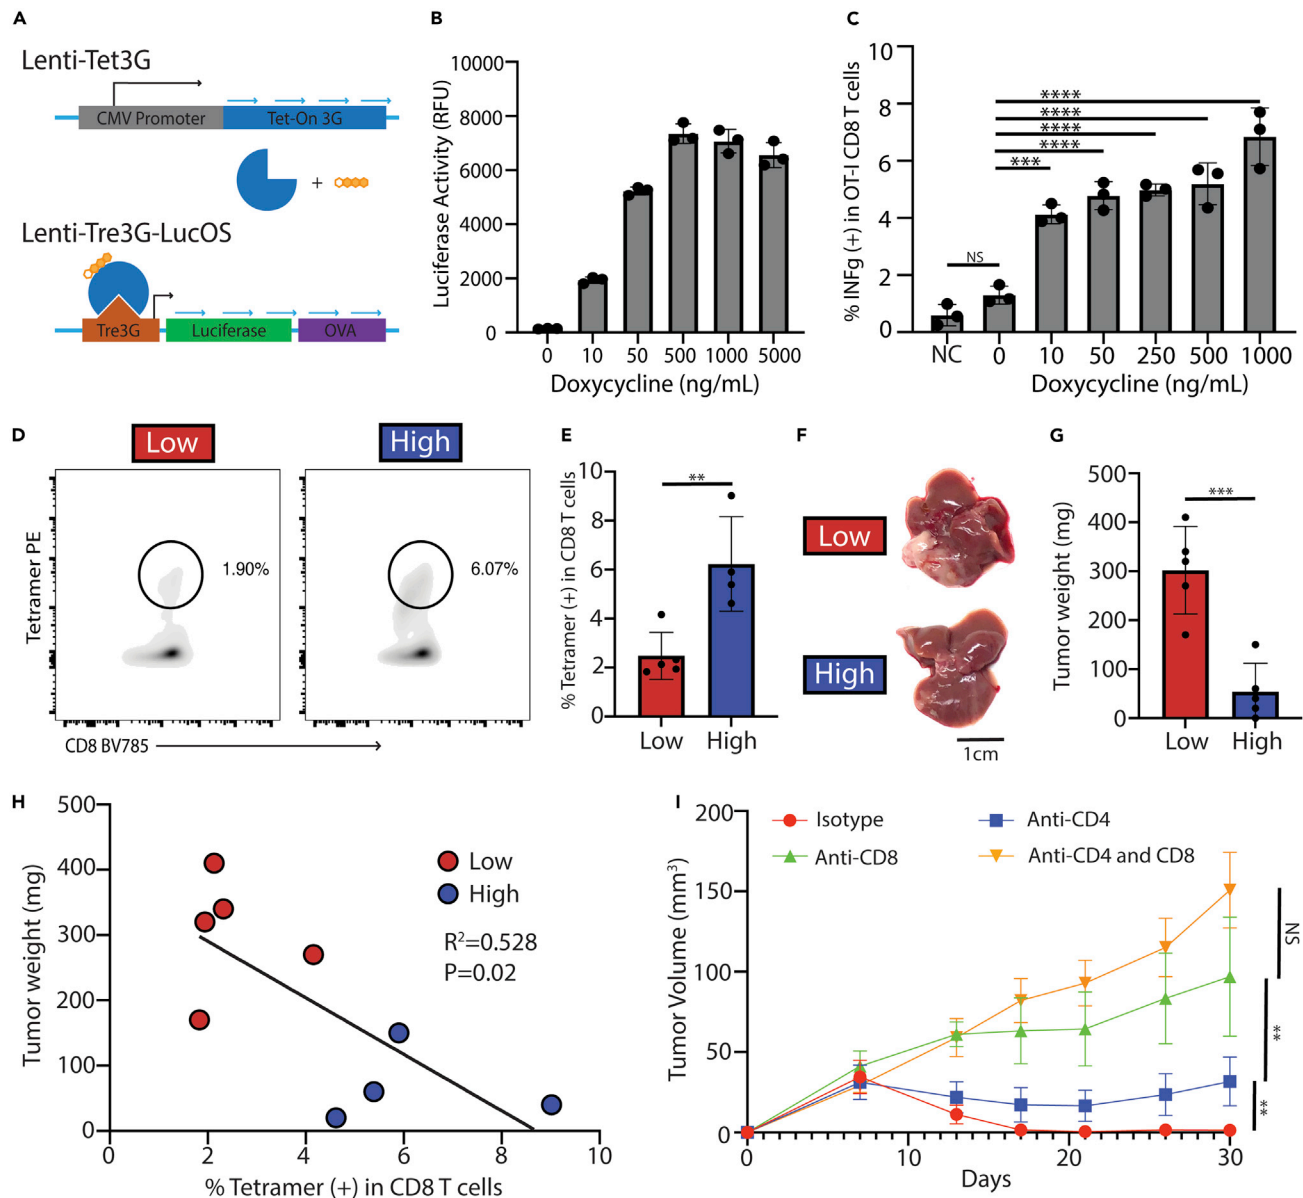 A
Lenti-Tet3G
CMV Promoter
Tet-On 3G
+
Lenti-Tre3G-LucOS
Tre3G
Luciferase
OVA
B
Luciferase Activity (RFU)
10000
8000
6000
4000
2000
0
0 10 50 500 1000 5000
Doxycycline (ng/mL)
C
% INFg (+) in OT-I CD8 T cells
10
8
6
4
2
0
****
****
****
****
***
NS
NC 0 10 50 250 500 1000
Doxycycline (ng/mL)
D
Low
High
Tetramer PE
1.90%
6.07%
CD8 BV785
E
% Tetramer (+) in CD8 T cells
10
8
6
4
2
0
**
Low High
F
Low
High
1cm
G
Tumor weight (mg)
500
400
300
200
100
0
***
Low High
H
Tumor weight (mg)
500
400
300
200
100
0
Low
High
R²=0.528
P=0.02
0 2 4 6 8 10
% Tetramer (+) in CD8 T cells
I
Tumor Volume (mm³)
200
150
100
50
0
Isotype
Anti-CD4
Anti-CD8
Anti-CD4 and CD8
NS
**
**
0 10 20 30
Days